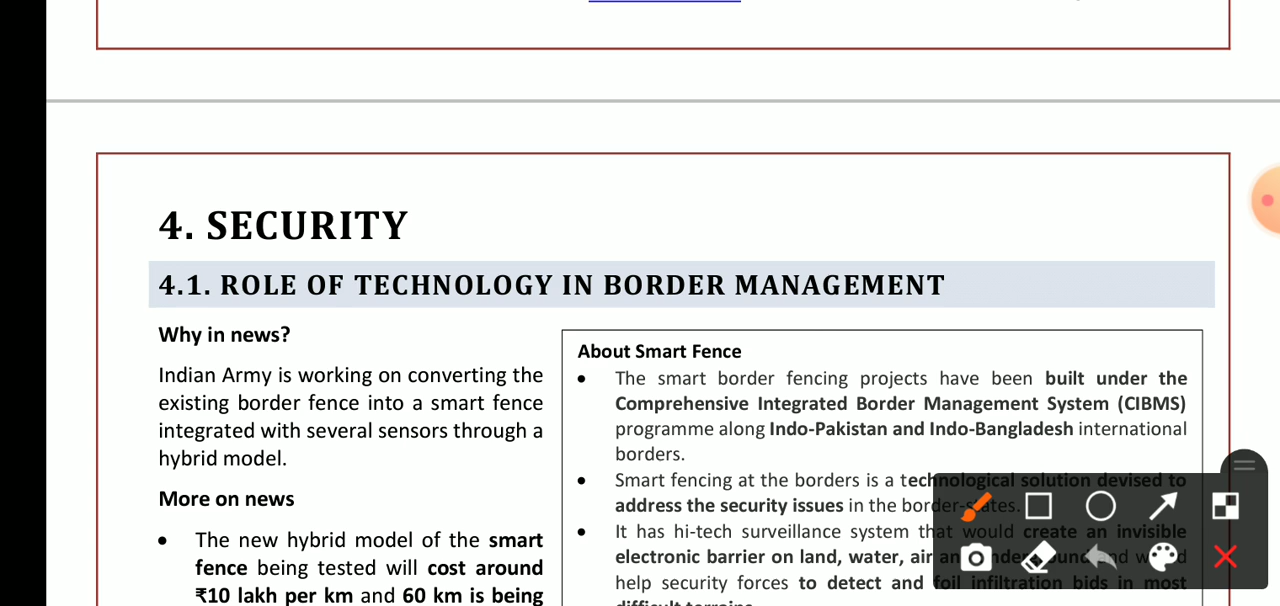 4. SECURITY
4.1. ROLE OF TECHNOLOGY IN BORDER MANAGEMENT
Why in news?
Indian Army is working on converting the
existing border fence into a smart fence
integrated with several sensors through a
hybrid model.
More on news
• The new hybrid model of the smart
fence being tested will cost around
₹10 lakh per km and 60 km is being
About Smart Fence
• The smart border fencing projects have been built under the
Comprehensive Integrated Border Management System (CIBMS)
programme along Indo-Pakistan and Indo-Bangladesh international
borders.
• Smart fencing at the borders is a technological solution devised to
address the security issues in the border-states.
• It has hi-tech surveillance system that would create an invisible
electronic barrier on land, water, air and underground and would
help security forces to detect and foil infiltration bids in most
difficult terrains.